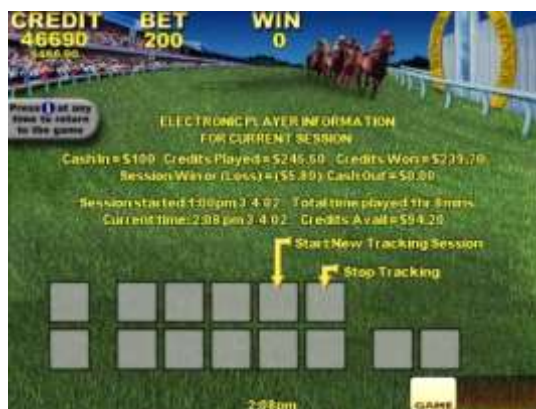 CREDIT BET WIN
46690 200 0
$466.90
Press i at any
time to return
to the game
ELECTRONIC PLAYER INFORMATION
FOR CURRENT SESSION
Cash In = $100 Credits Played = $245.50 Credits Won = $239.70
Session Win or (Loss) = ($5.80) Cash Out = $0.00
Session started 1:00pm 3.4.02 Total time played 1hr 8mns
Current time: 2:08 pm 3.4.02 Credits Avail = $94.20
Start New Tracking Session
Stop Tracking
2:08pm
GAME